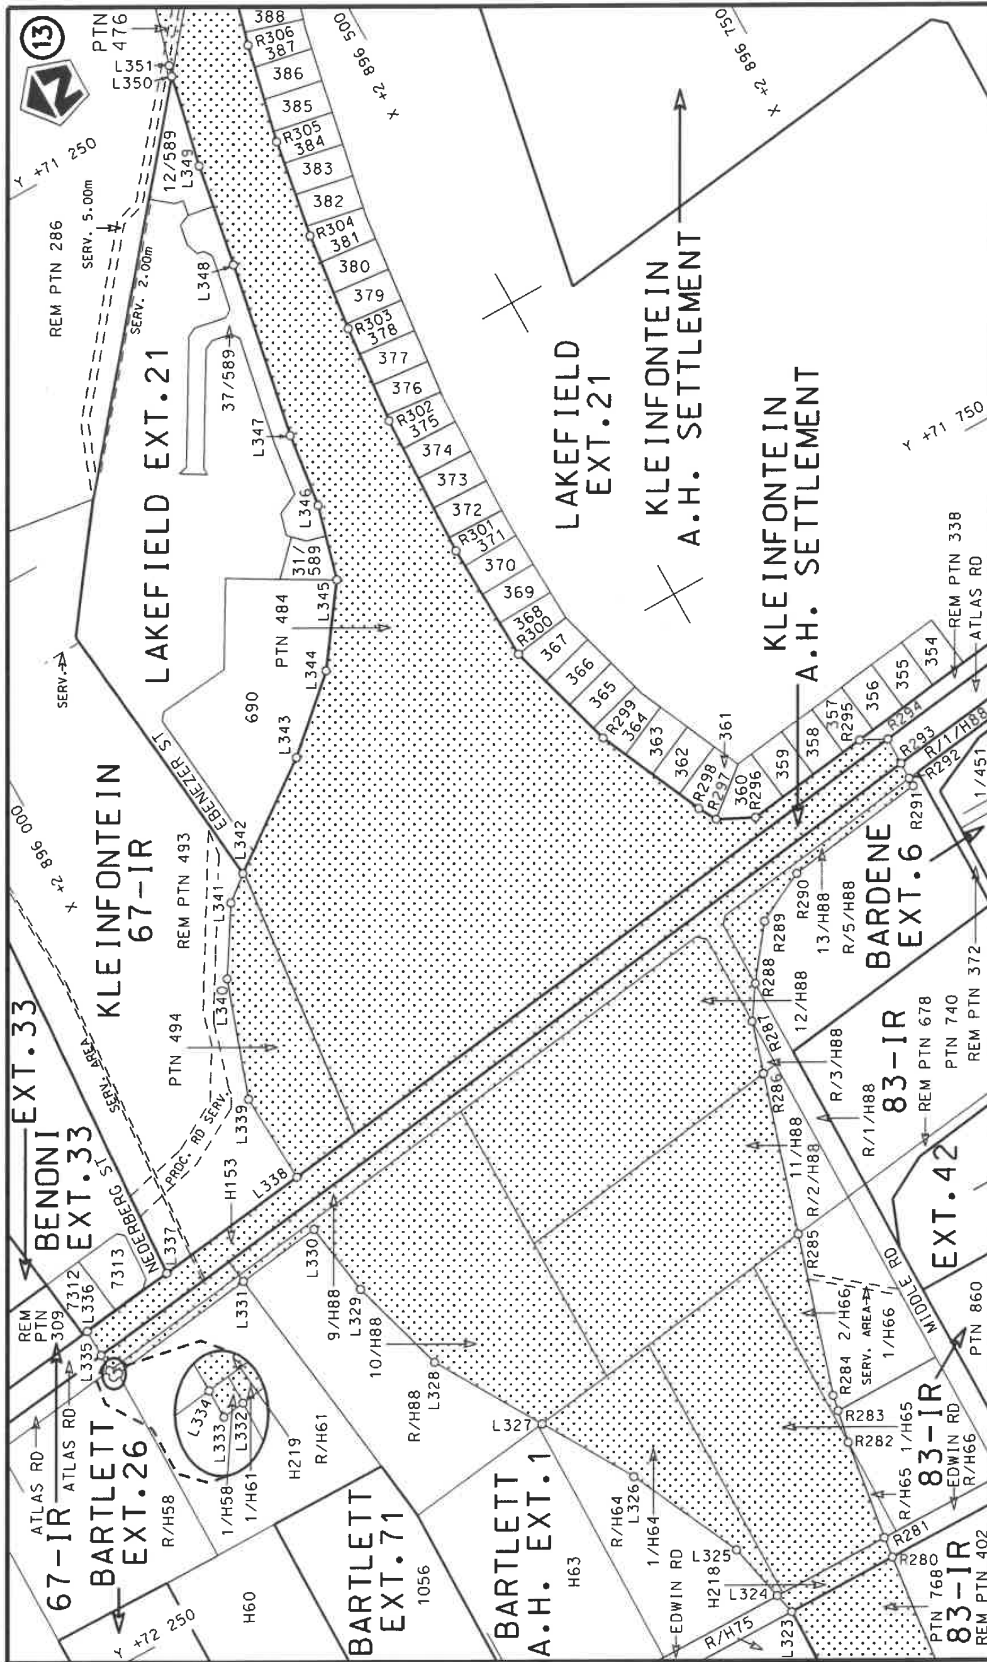 13
PTN
476
L351
L350
388
R306
387
386
385
R305
384
383
382
R304
381
380
379
R303
378
377
376
R302
375
374
373
372
R301
371
370
369
368
R300
367
366
365
R299
364
363
362
361
R298
R297
360
R296
359
358
357
R295
356
355
354
R294
R293
R/1/H88
R292
R291
X +2 896 500
X +2 896 750
Y +71 250
12/589
L349
REM PTN 286
SERV. 5.00m
SERV. 2.00m
L348
37/589
L347
LAKEFIELD EXT.21
L346
31/
589
L345
PTN 484
L344
690
L343
SERV.
EBENEZER ST
L342
LAKEFIELD
EXT.21
KLEINFONTEIN
A.H. SETTLEMENT
KLEINFONTEIN
A.H. SETTLEMENT
Y +71 750
REM PTN 338
ATLAS RD
X +2 896 000
KLEINFONTEIN
67-IR
REM PTN 493
L341
L340
PTN 494
SERV. AREA
PROC. RD SERV.
L339
H153
L338
EXT.33
BENONI
EXT.33
NEDERBERG ST
L337
7313
7312
L336
REM
PTN
309
L335
67-IR
ATLAS RD
ATLAS RD
BARTLETT
EXT.26
L334
L333
L332
1/H58
1/H61
H219
R/H61
R/H58
L331
L330
9/H88
L329
10/H88
L328
R/H88
L327
Y +72 250
H60
BARTLETT
EXT.71
1056
BARTLETT
A.H. EXT.1
H63
R/H64
L326
1/H64
L325
EDWIN RD
H218
L324
L323
R/H75
1/451
BARDENE
EXT.6
R290
13/H88
R/5/H88
R289
R288
12/H88
R287
R286
R/3/H88
R/1/H88
11/H88
R/2/H88
83-IR
REM PTN 678
PTN 740
REM PTN 372
R285
EXT.42
MIDDLE RD
2/H66
SERV. AREA
1/H66
PTN 860
R284
R283
R282
1/H65
R/H65
83-IR
EDWIN RD
R/H66
R281
R280
PTN 768
83-IR
REM PTN 402